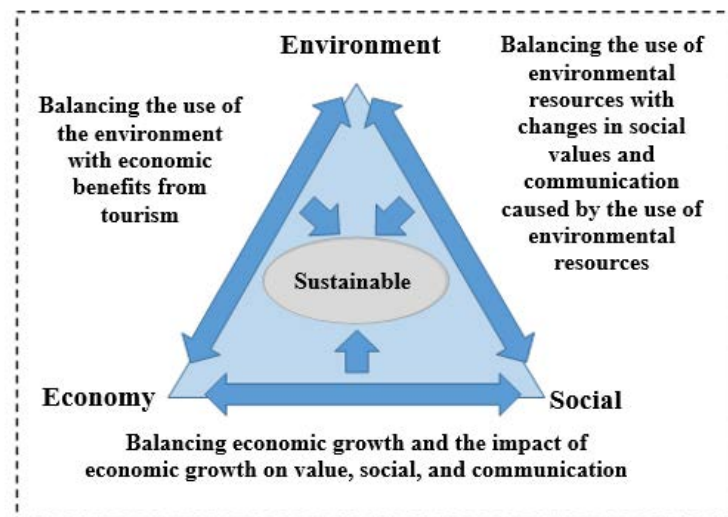 Environment
Balancing the use of
the environment
with economic
benefits from
tourism
Balancing the use of
environmental
resources with
changes in social
values and
communication
caused by the use of
environmental
resources
Sustainable
Economy
Social
Balancing economic growth and the impact of
economic growth on value, social, and communication